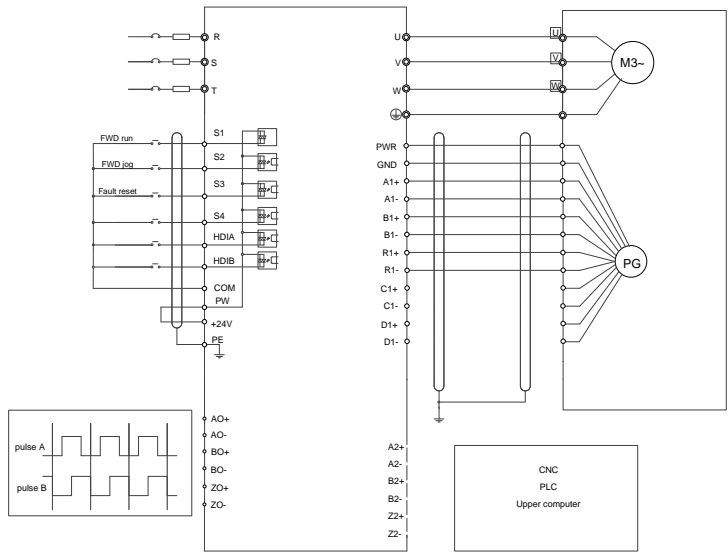 R
S
T
FWD run
FWD jog
Fault reset
S1
S2
S3
S4
HDIA
HDIB
COM
PW
+24V
PE
AO+
AO-
BO+
BO-
ZO+
ZO-
pulse A
pulse B
U
V
W
PWR
GND
A1+
A1-
B1+
B1-
R1+
R1-
C1+
C1-
D1+
D1-
A2+
A2-
B2+
B2-
Z2+
Z2-
U
V
W
M3~
PG
CNC
PLC
Upper computer